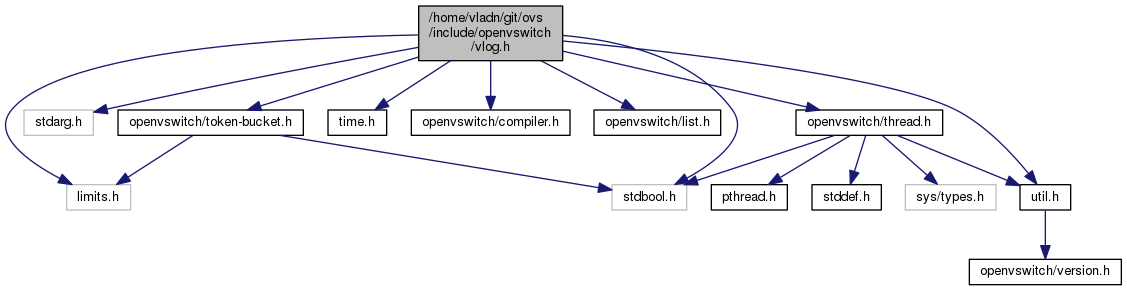 /home/vladn/git/ovs
/include/openvswitch
/vlog.h
stdarg.h
openvswitch/token-bucket.h
time.h
openvswitch/compiler.h
openvswitch/list.h
openvswitch/thread.h
limits.h
stdbool.h
pthread.h
stddef.h
sys/types.h
util.h
openvswitch/version.h